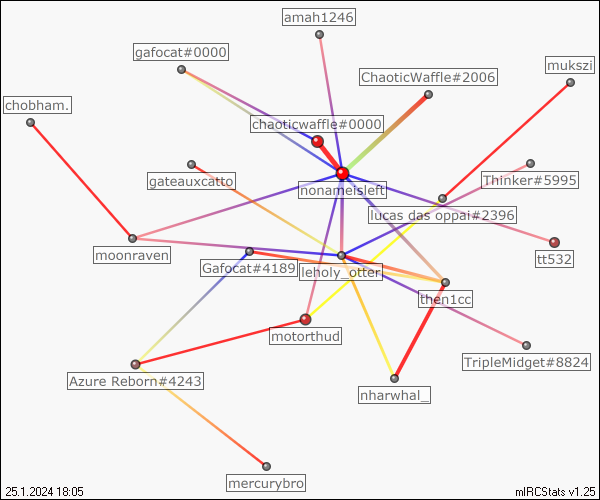 amah1246
gafocat#0000
mukszi
ChaoticWaffle#2006
chobham.
chaoticwaffle#0000
gateauxcatto
Thinker#5995
nonameisleft
lucas das oppai#2396
moonraven
tt532
Gafocat#4189
leholy_otter
then1cc
motorthud
TripleMidget#8824
Azure Reborn#4243
nharwhal_
mercurybro
25.1.2024 18:05
mIRCStats v1.25